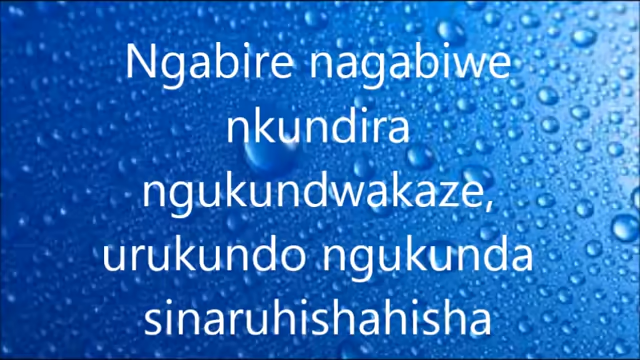 Ngabire nagabiwe
nkundira
ngukundwakaze,
urukundo ngukunda
sinaruhishahisha